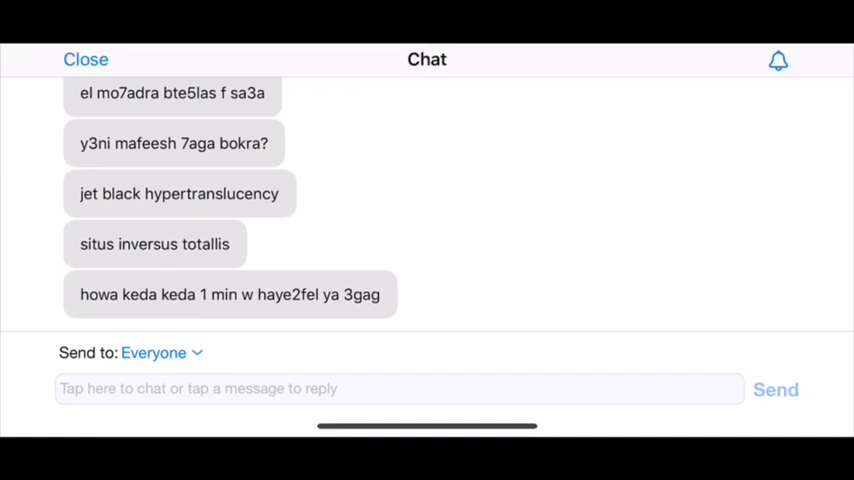 Close
Chat
el mo7adra bte5las f sa3a
y3ni mafeesh 7aga bokra?
jet black hypertranslucency
situs inversus totallis
howa keda keda 1 min w haye2fel ya 3gag
Send to: Everyone
Tap here to chat or tap a message to reply
Send